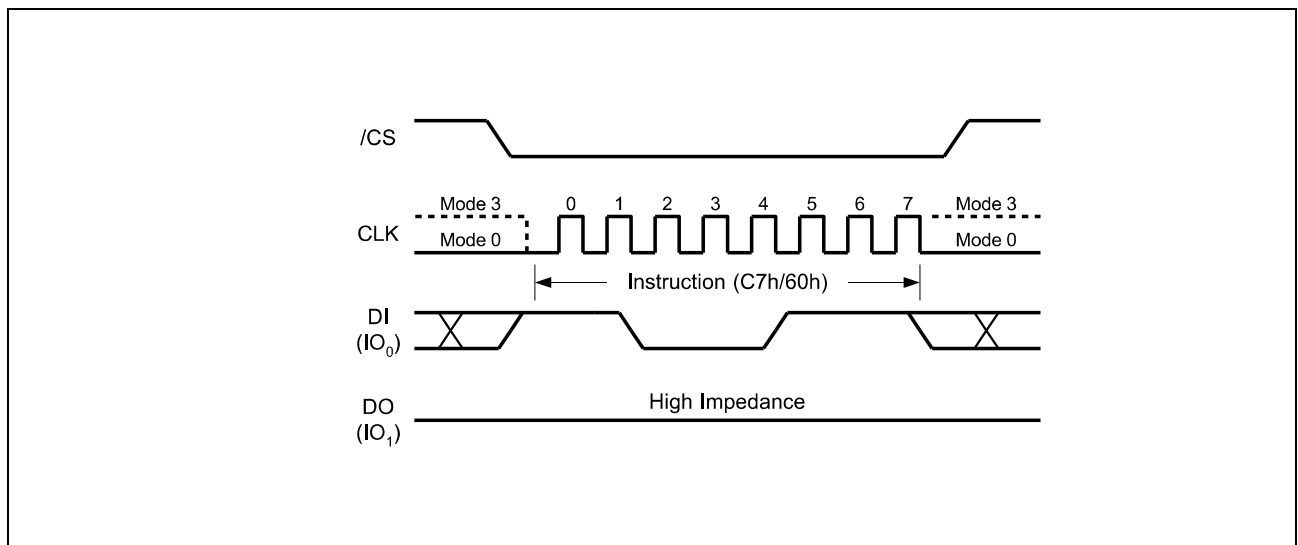 /CS
Mode 3 0 1 2 3 4 5 6 7 Mode 3
CLK
Mode 0 Mode 0
Instruction (C7h/60h)
DI
(IO₀)
High Impedance
DO
(IO₁)